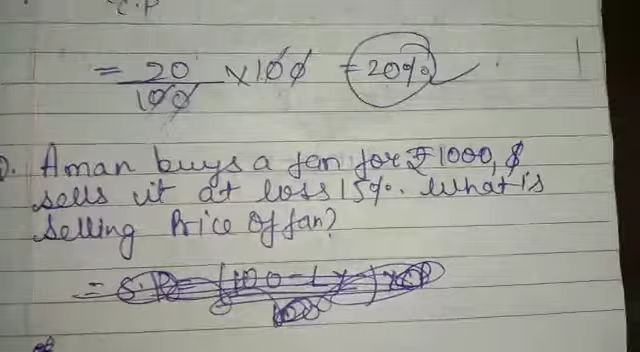 C.P
= 20/100 × 100 = 20%
Q. Aman buys a fan for ₹1000, &
sells it at loss 15%. What is
Selling Price of fan?
= S.P =